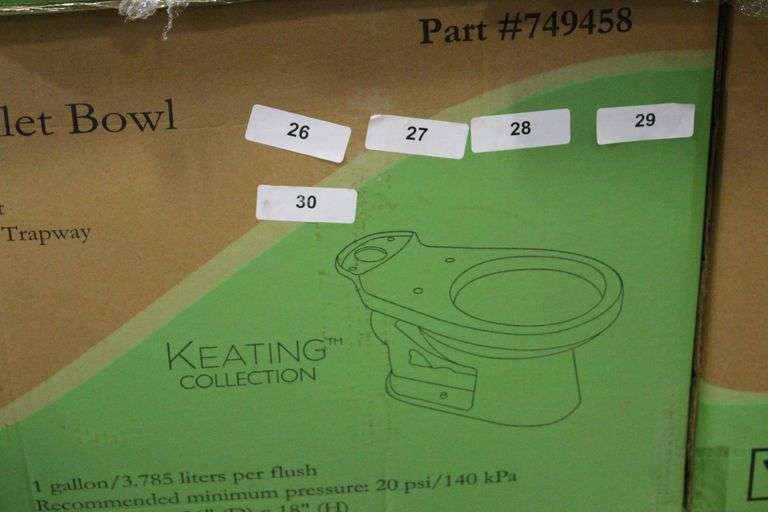 Part #749458
let Bowl
26
27
28
29
30
Trapway
KEATING™
COLLECTION
1 gallon/3.785 liters per flush
Recommended minimum pressure: 20 psi/140 kPa
(D) x 18" (H)